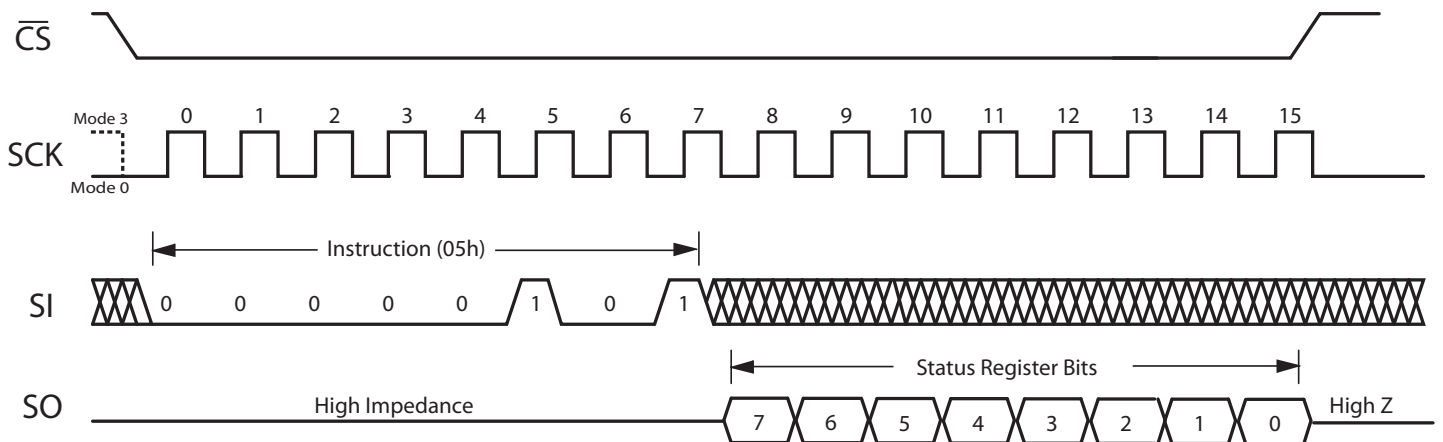 CS
Mode 3
0 1 2 3 4 5 6 7 8 9 10 11 12 13 14 15
SCK
Mode 0
Instruction (05h)
SI
0 0 0 0 0 1 0 1
Status Register Bits
SO
High Impedance
7 6 5 4 3 2 1 0
High Z